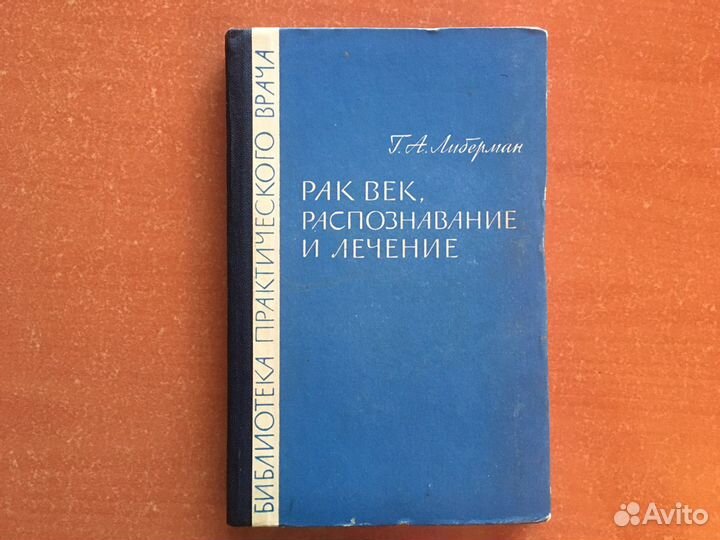 БИБЛИОТЕКА ПРАКТИЧЕСКОГО ВРАЧА
Г. А. Либерман
РАК ВЕК,
РАСПОЗНАВАНИЕ
И ЛЕЧЕНИЕ
Avito